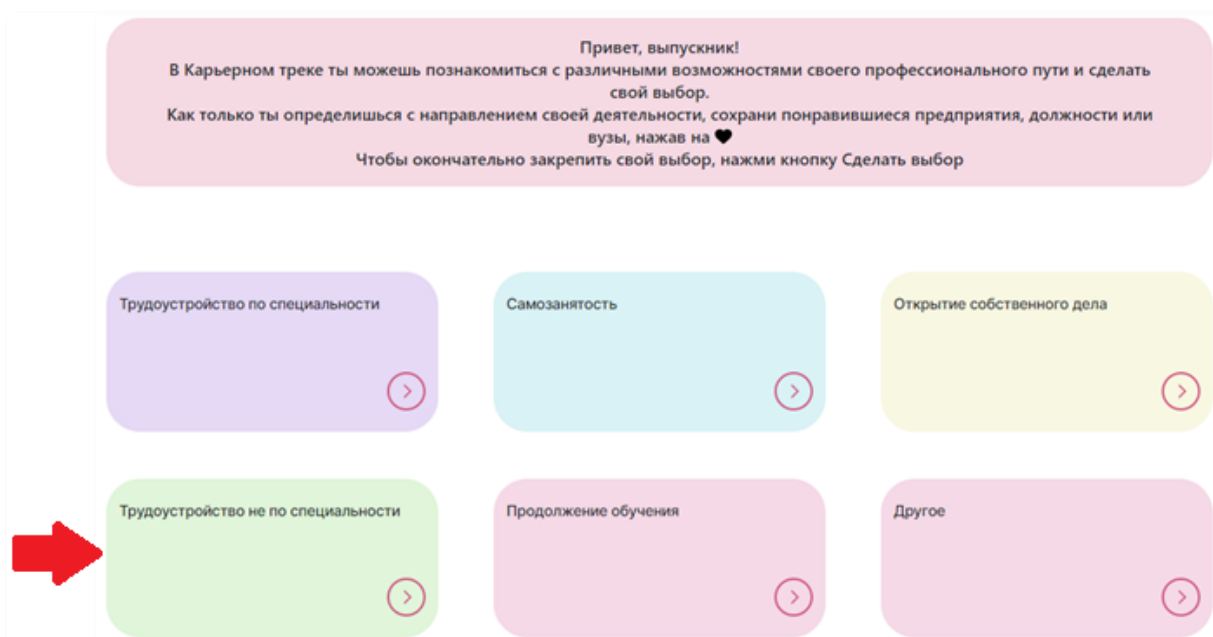 Привет, выпускник!
В Карьерном треке ты можешь познакомиться с различными возможностями своего профессионального пути и сделать
свой выбор.
Как только ты определишься с направлением своей деятельности, сохрани понравившиеся предприятия, должности или
вузы, нажав на 🖤
Чтобы окончательно закрепить свой выбор, нажми кнопку Сделать выбор
Трудоустройство по специальности
Самозанятость
Открытие собственного дела
Трудоустройство не по специальности
Продолжение обучения
Другое